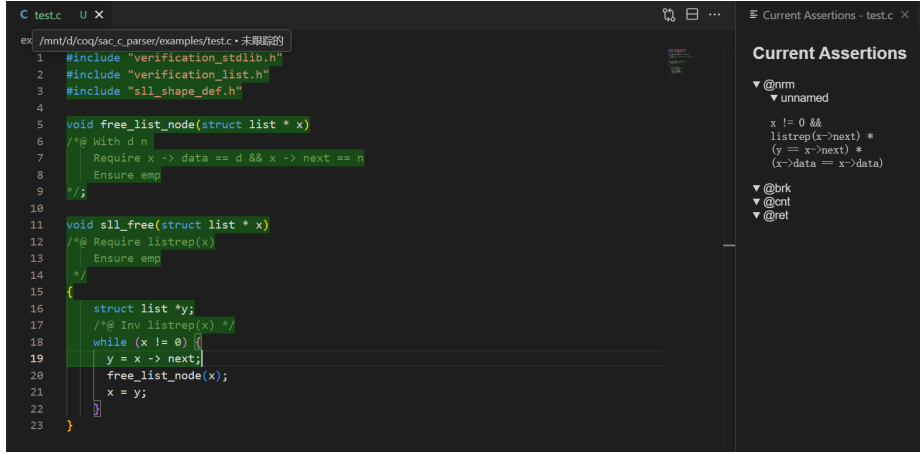 test.c U
Current Assertions - test.c
ex
/mnt/d/coq/sac_c_parser/examples/test.c • 未跟踪的
1 #include "verification_stdlib.h"
2 #include "verification_list.h"
3 #include "sll_shape_def.h"
4
5 void free_list_node(struct list * x)
6 /*@ With d n
7 Require x -> data == d && x -> next == n
8 Ensure emp
9 */;
10
11 void sll_free(struct list * x)
12 /*@ Require listrep(x)
13 Ensure emp
14 */
15 {
16 struct list *y;
17 /*@ Inv listrep(x) */
18 while (x != 0) {
19 y = x -> next;
20 free_list_node(x);
21 x = y;
22 }
23 }
Current Assertions
@nrm
unnamed
x != 0 &&
listrep(x->next) *
(y == x->next) *
(x->data == x->data)
@brk
@cnt
@ret